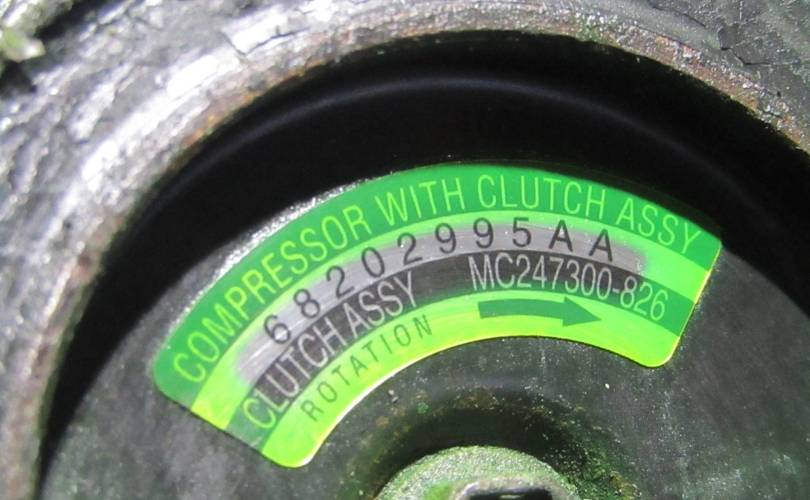 COMPRESSOR WITH CLUTCH ASSY
68202995AA
CLUTCH ASSY MC247300-826
ROTATION